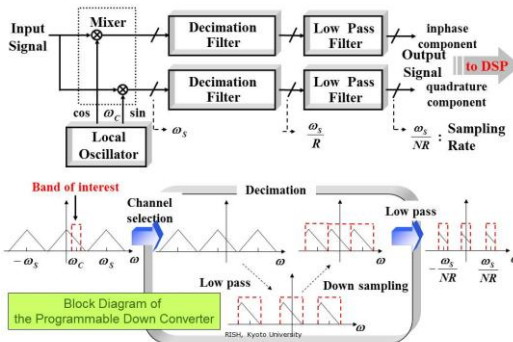 Mixer
Input
Signal
Decimation
Filter
Low Pass
Filter
inphase
component
Output
Signal
to DSP
Decimation
Filter
Low Pass
Filter
quadrature
component
cos ω_C sin
Local
Oscillator
ω_S
ω_S/R
ω_S/NR : Sampling
Rate
Band of interest
Channel
selection
Decimation
Low pass
-ω_S ω_C ω_S ω
ω
ω
-ω_S/NR ω_S/NR
ω
Low pass
Down sampling
ω
Block Diagram of
the Programmable Down Converter
RISH, Kyoto University